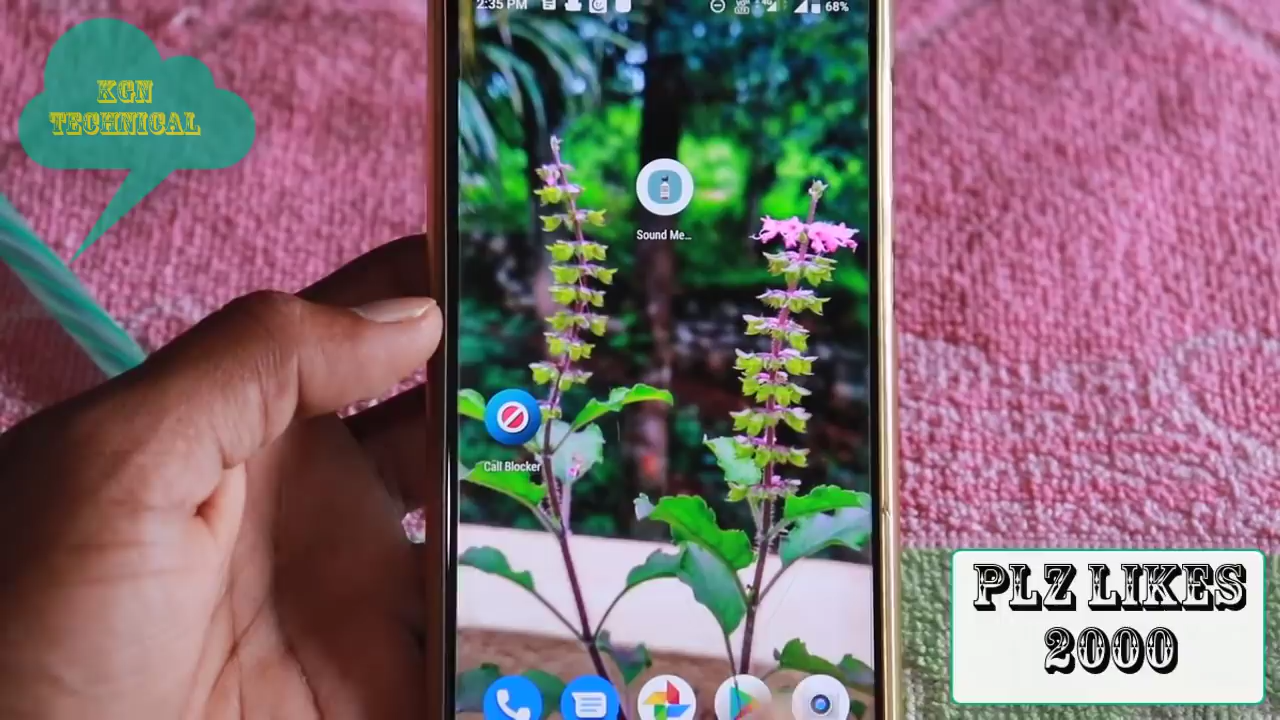 2:35 PM
68%
KGN
TECHNICAL
Sound Me...
Call Blocker
PLZ LIKES
2000